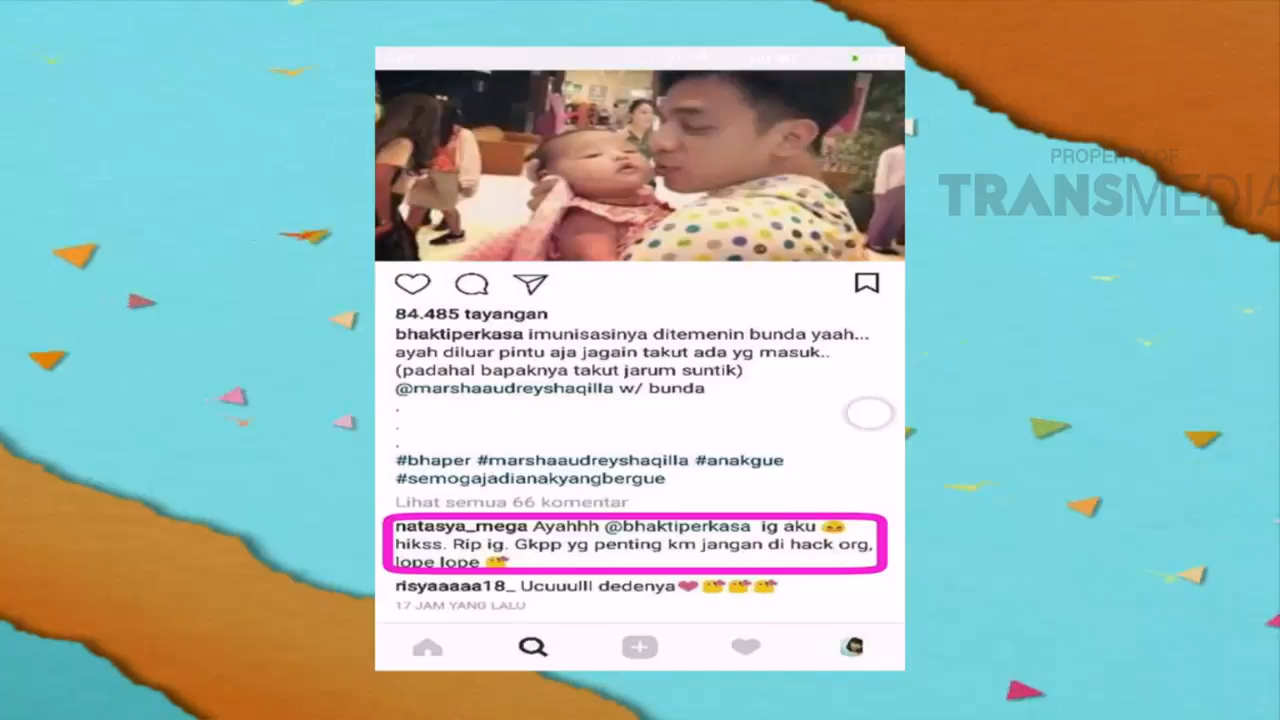 PROPERTY OF
TRANSMEDIA
84.485 tayangan
bhaktiperkasa imunisasinya ditemenin bunda yaah...
ayah diluar pintu aja jagain takut ada yg masuk..
(padahal bapaknya takut jarum suntik)
@marshaaudreyshaqilla w/ bunda
.
.
.
#bhaper #marshaaudreyshaqilla #anakgue
#semogajadianakyangbergue
Lihat semua 66 komentar
natasya_mega Ayahhh @bhaktiperkasa ig aku 😖
hikss. Rip ig. Gkpp yg penting km jangan di hack org,
lope lope 😘
risyaaaaa18_ Ucuuulll dedenya❤😘😘😘
17 JAM YANG LALU